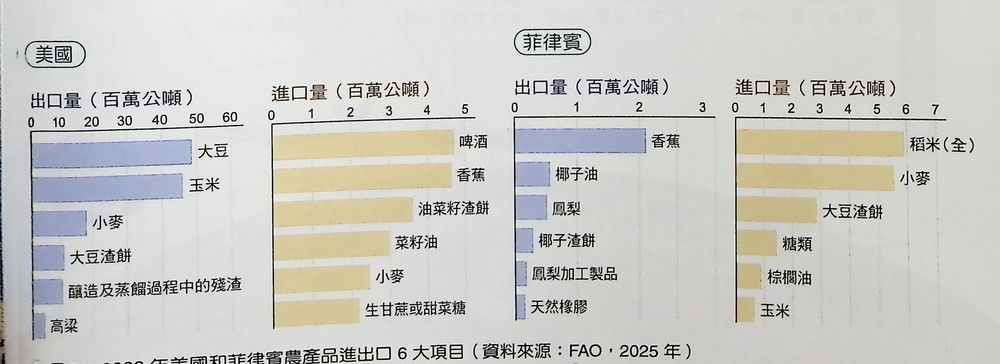 美國
出口量（百萬公噸）
0 10 20 30 40 50 60
大豆
玉米
小麥
大豆渣餅
釀造及蒸餾過程中的殘渣
高粱
進口量（百萬公噸）
0 1 2 3 4 5
啤酒
香蕉
油菜籽渣餅
菜籽油
小麥
生甘蔗或甜菜糖
菲律賓
出口量（百萬公噸）
0 1 2 3
香蕉
椰子油
鳳梨
椰子渣餅
鳳梨加工製品
天然橡膠
進口量（百萬公噸）
0 1 2 3 4 5 6 7
稻米（全）
小麥
大豆渣餅
糖類
棕櫚油
玉米
年美國和菲律賓農產品進出口 6 大項目（資料來源：FAO，2025 年）